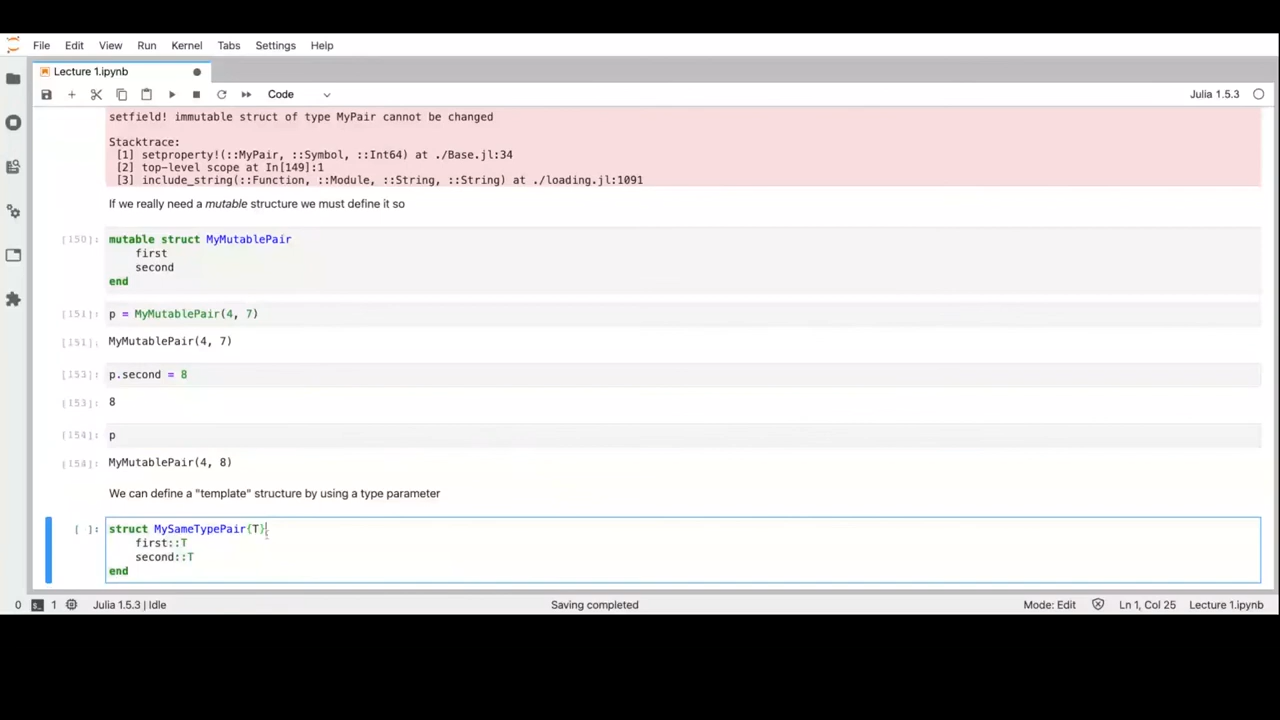 File Edit View Run Kernel Tabs Settings Help
Lecture 1.ipynb
Code
Julia 1.5.3
setfield! immutable struct of type MyPair cannot be changed
Stacktrace:
[1] setproperty!(::MyPair, ::Symbol, ::Int64) at ./Base.jl:34
[2] top-level scope at In[149]:1
[3] include_string(::Function, ::Module, ::String, ::String) at ./loading.jl:1091
If we really need a mutable structure we must define it so
[150]: mutable struct MyMutablePair
first
second
end
[151]: p = MyMutablePair(4, 7)
[151]: MyMutablePair(4, 7)
[153]: p.second = 8
[153]: 8
[154]: p
[154]: MyMutablePair(4, 8)
We can define a "template" structure by using a type parameter
[ ]: struct MySameTypePair{T}
first::T
second::T
end
0 1 Julia 1.5.3 | Idle Saving completed Mode: Edit Ln 1, Col 25 Lecture 1.ipynb